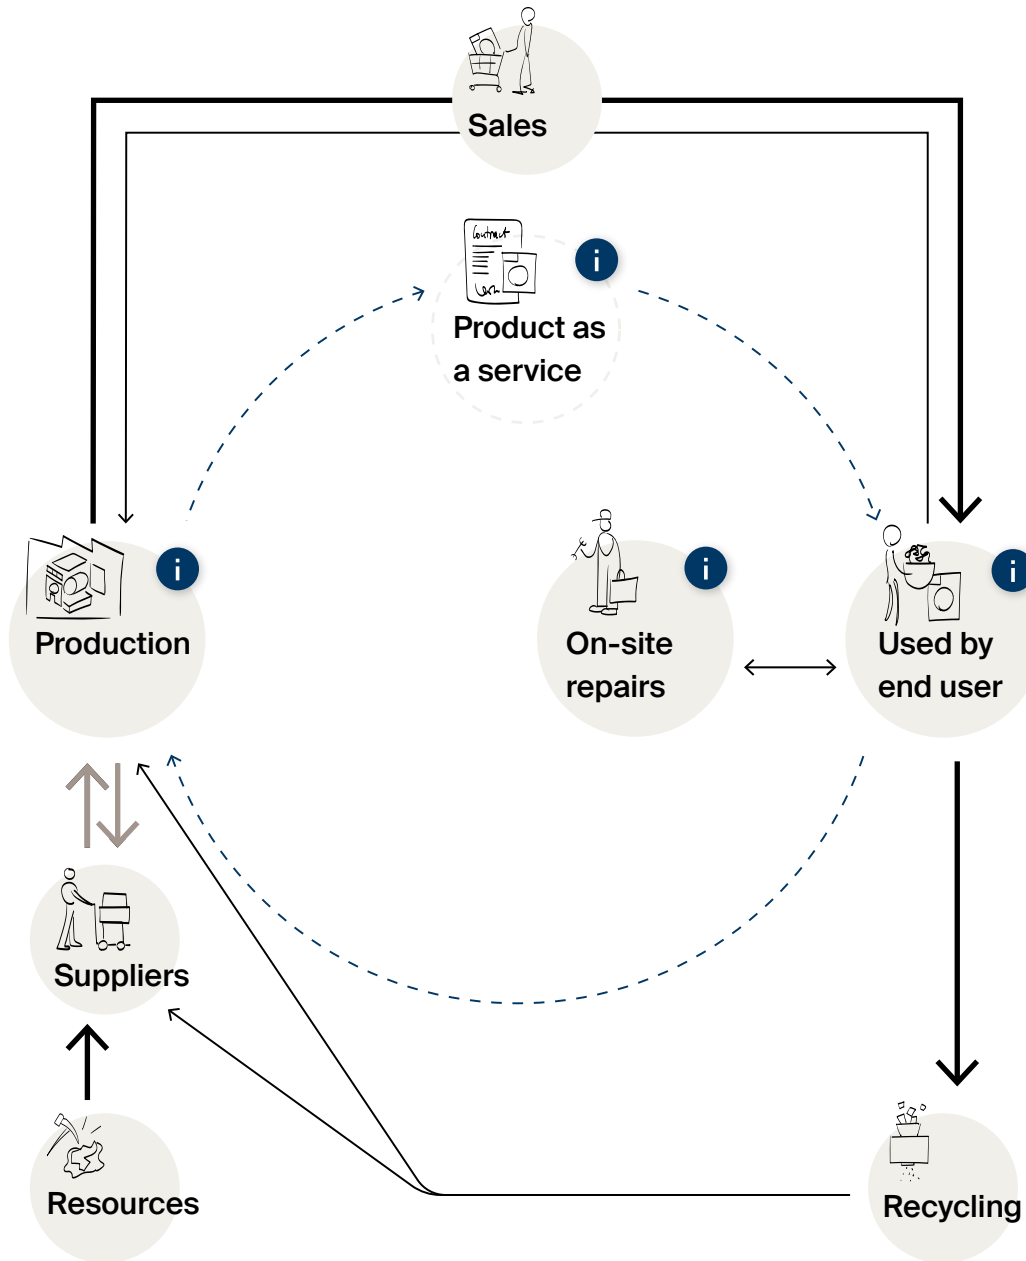 Sales
Contract
i
Product as
a service
i
i
i
Production
On-site
repairs
Used by
end user
Suppliers
Resources
Recycling